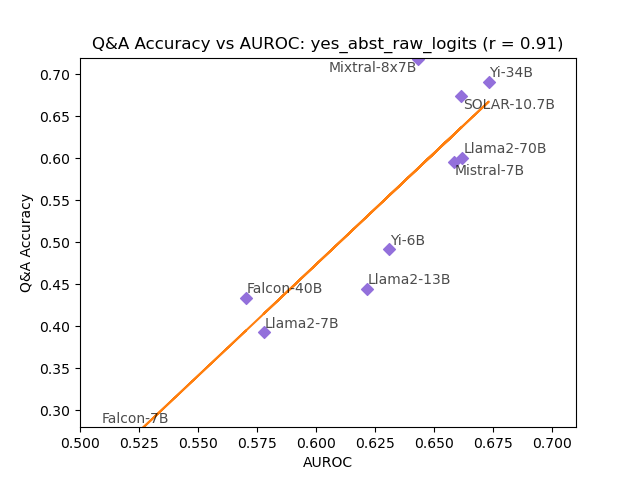 Q&A Accuracy vs AUROC: yes_abst_raw_logits (r = 0.91)
0.70
0.65
0.60
0.55
0.50
0.45
0.40
0.35
0.30
Q&A Accuracy
Mixtral-8x7B
Yi-34B
SOLAR-10.7B
Llama2-70B
Mistral-7B
Yi-6B
Llama2-13B
Falcon-40B
Llama2-7B
Falcon-7B
0.500 0.525 0.550 0.575 0.600 0.625 0.650 0.675 0.700
AUROC